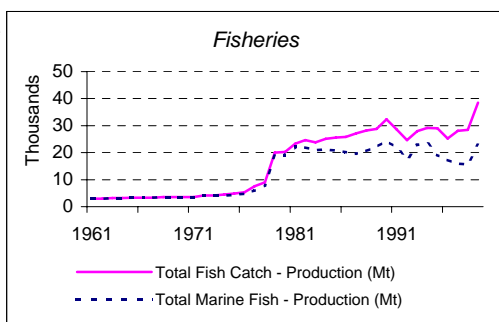 Fisheries
Thousands
50
40
30
20
10
0
1961 1971 1981 1991
Total Fish Catch - Production (Mt)
Total Marine Fish - Production (Mt)